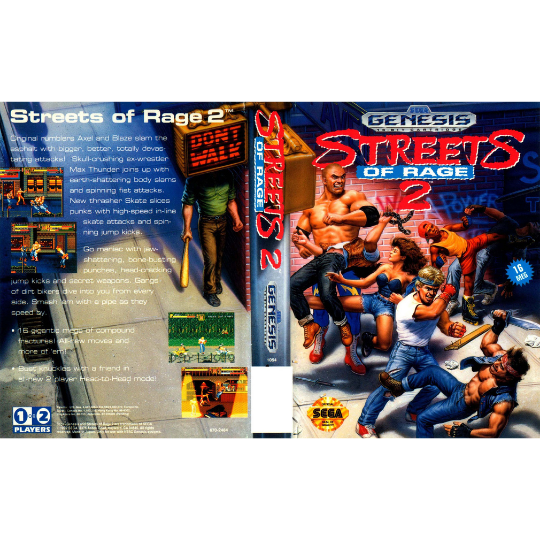 Streets of Rage 2™
Original rumblers Axel and Blaze slam the
asphalt with bigger, better, totally devas-
tating attacks! Skull-crushing ex-wrestler
Max Thunder joins up with
earth-shattering body slams
and spinning fist attacks.
New thrasher Skate slices
punks with high-speed in-line
skate attacks and spin-
ning jump kicks.
Go maniac with jaw-
shattering, bone-busting
punches, head-cracking
jump kicks and secret weapons. Gangs
of dirt bikers dive into you from every
side. Smash 'em with a pipe as they
speed by.
• 16 gigantic megs of compound
fractures! All-new moves and
more of 'em!
• Bust knuckles with a friend in
all-new 2 player Head-to-Head mode!
1 2
PLAYERS
DON'T
WALK
STREETS
OF RAGE
2
GENESIS
SEGA
GENESIS
STREETS
OF RAGE
2
POWER
16
MEG
SEGA